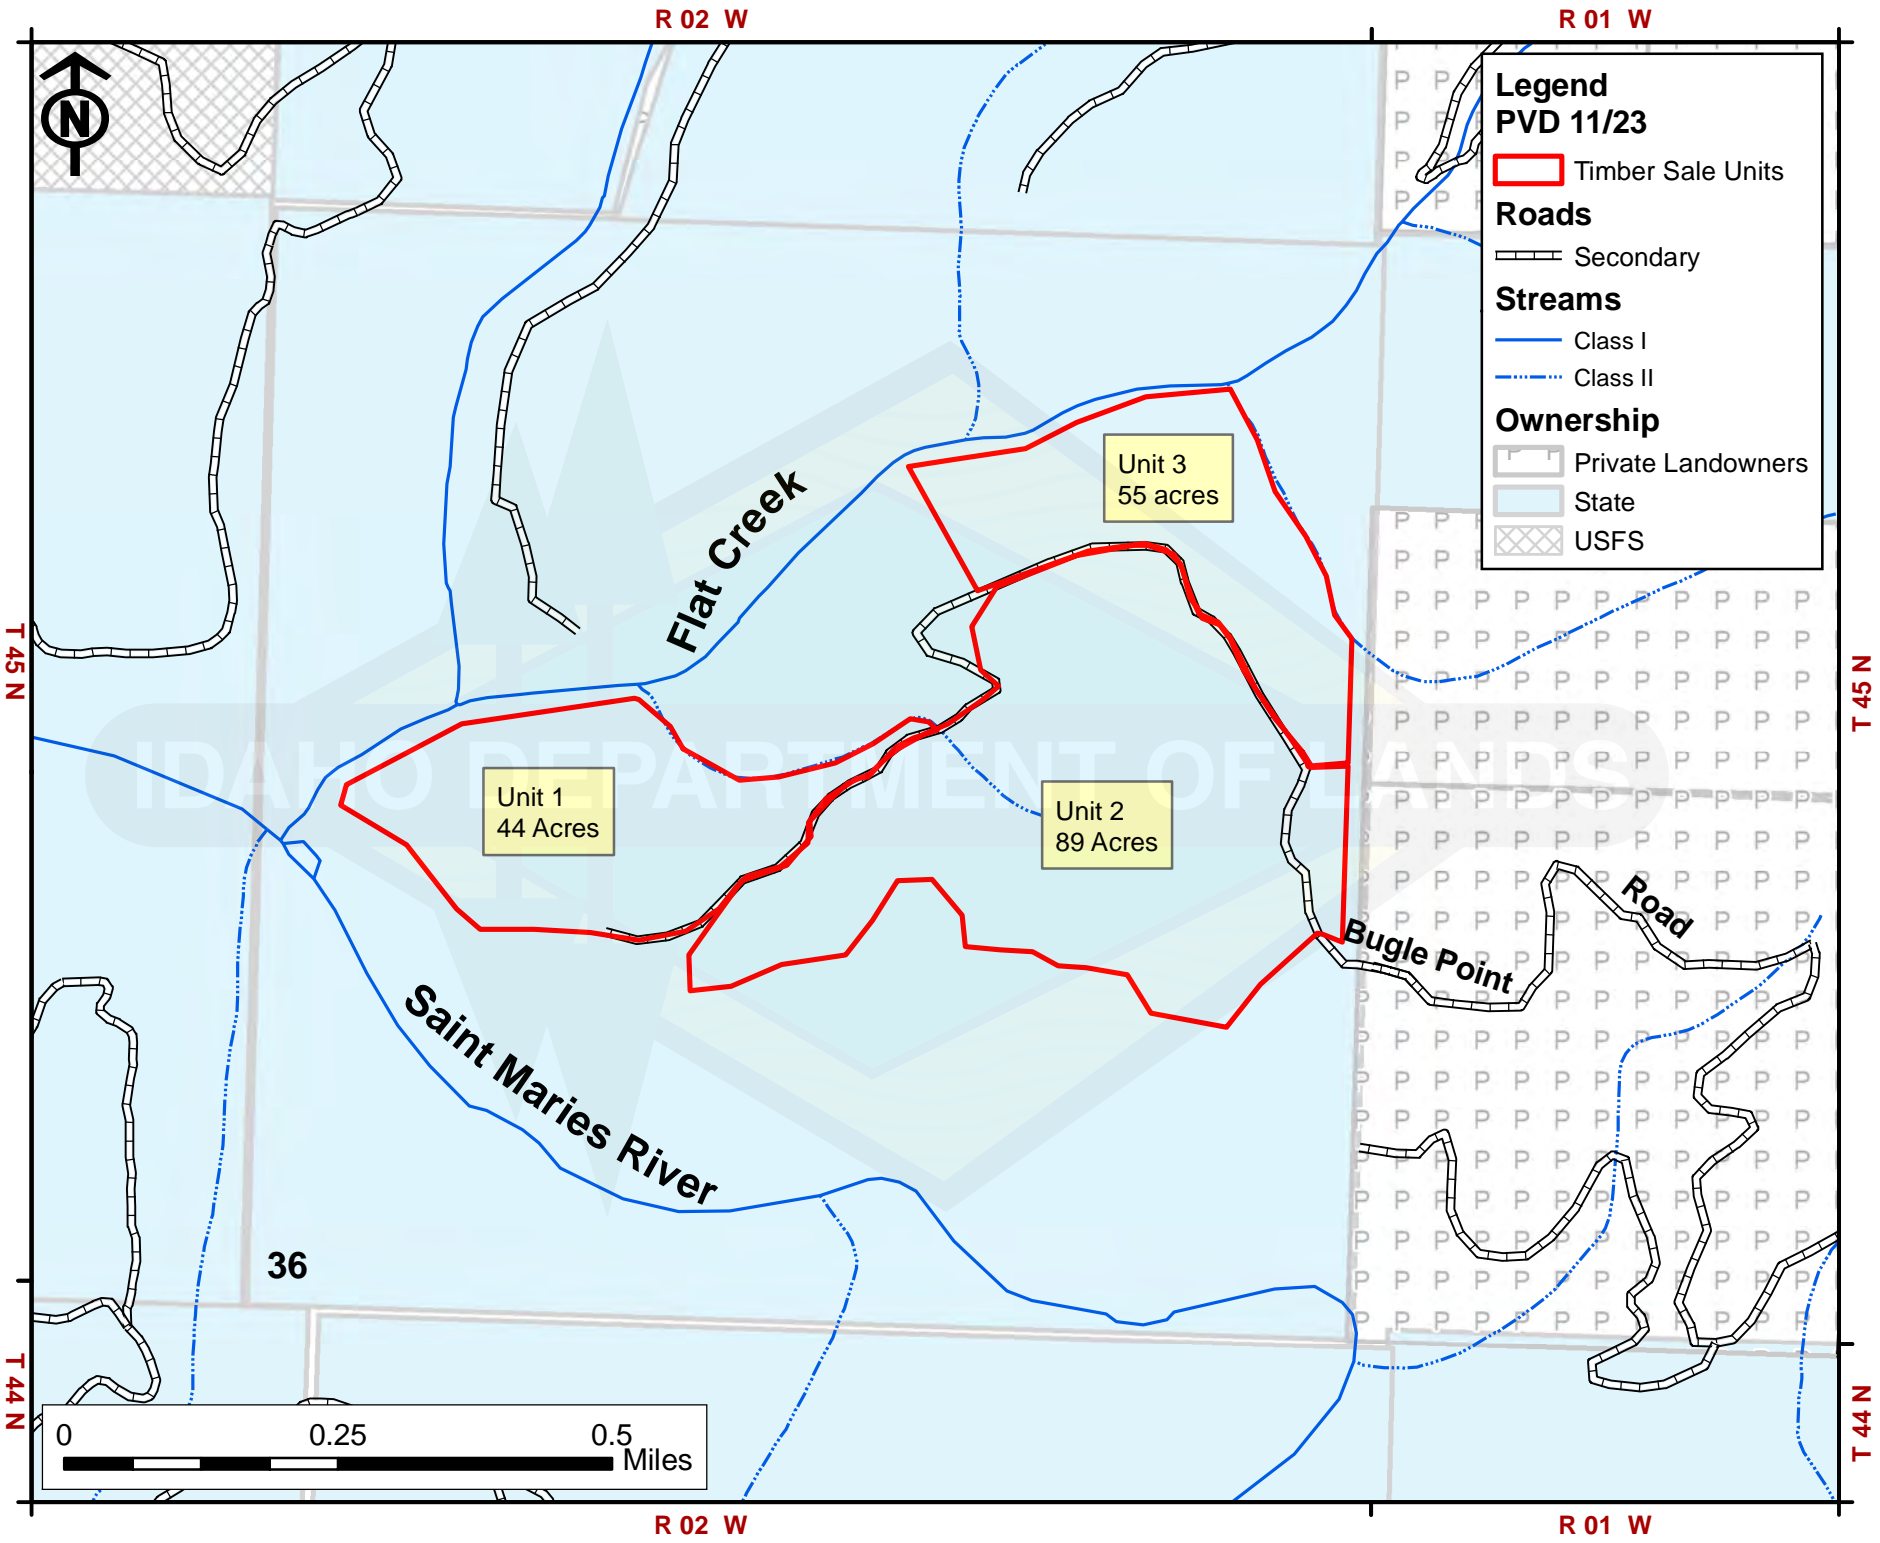 R 02 W
R 01 W
N
Legend
PVD 11/23
Timber Sale Units
Roads
Secondary
Streams
Class I
Class II
Ownership
Private Landowners
State
USFS
Unit 3
55 acres
Flat Creek
T 45 N
T 45 N
IDAHO DEPARTMENT OF LANDS
Unit 1
44 Acres
Unit 2
89 Acres
Bugle Point Road
Saint Maries River
36
T 44 N
T 44 N
0 0.25 0.5
Miles
R 02 W
R 01 W